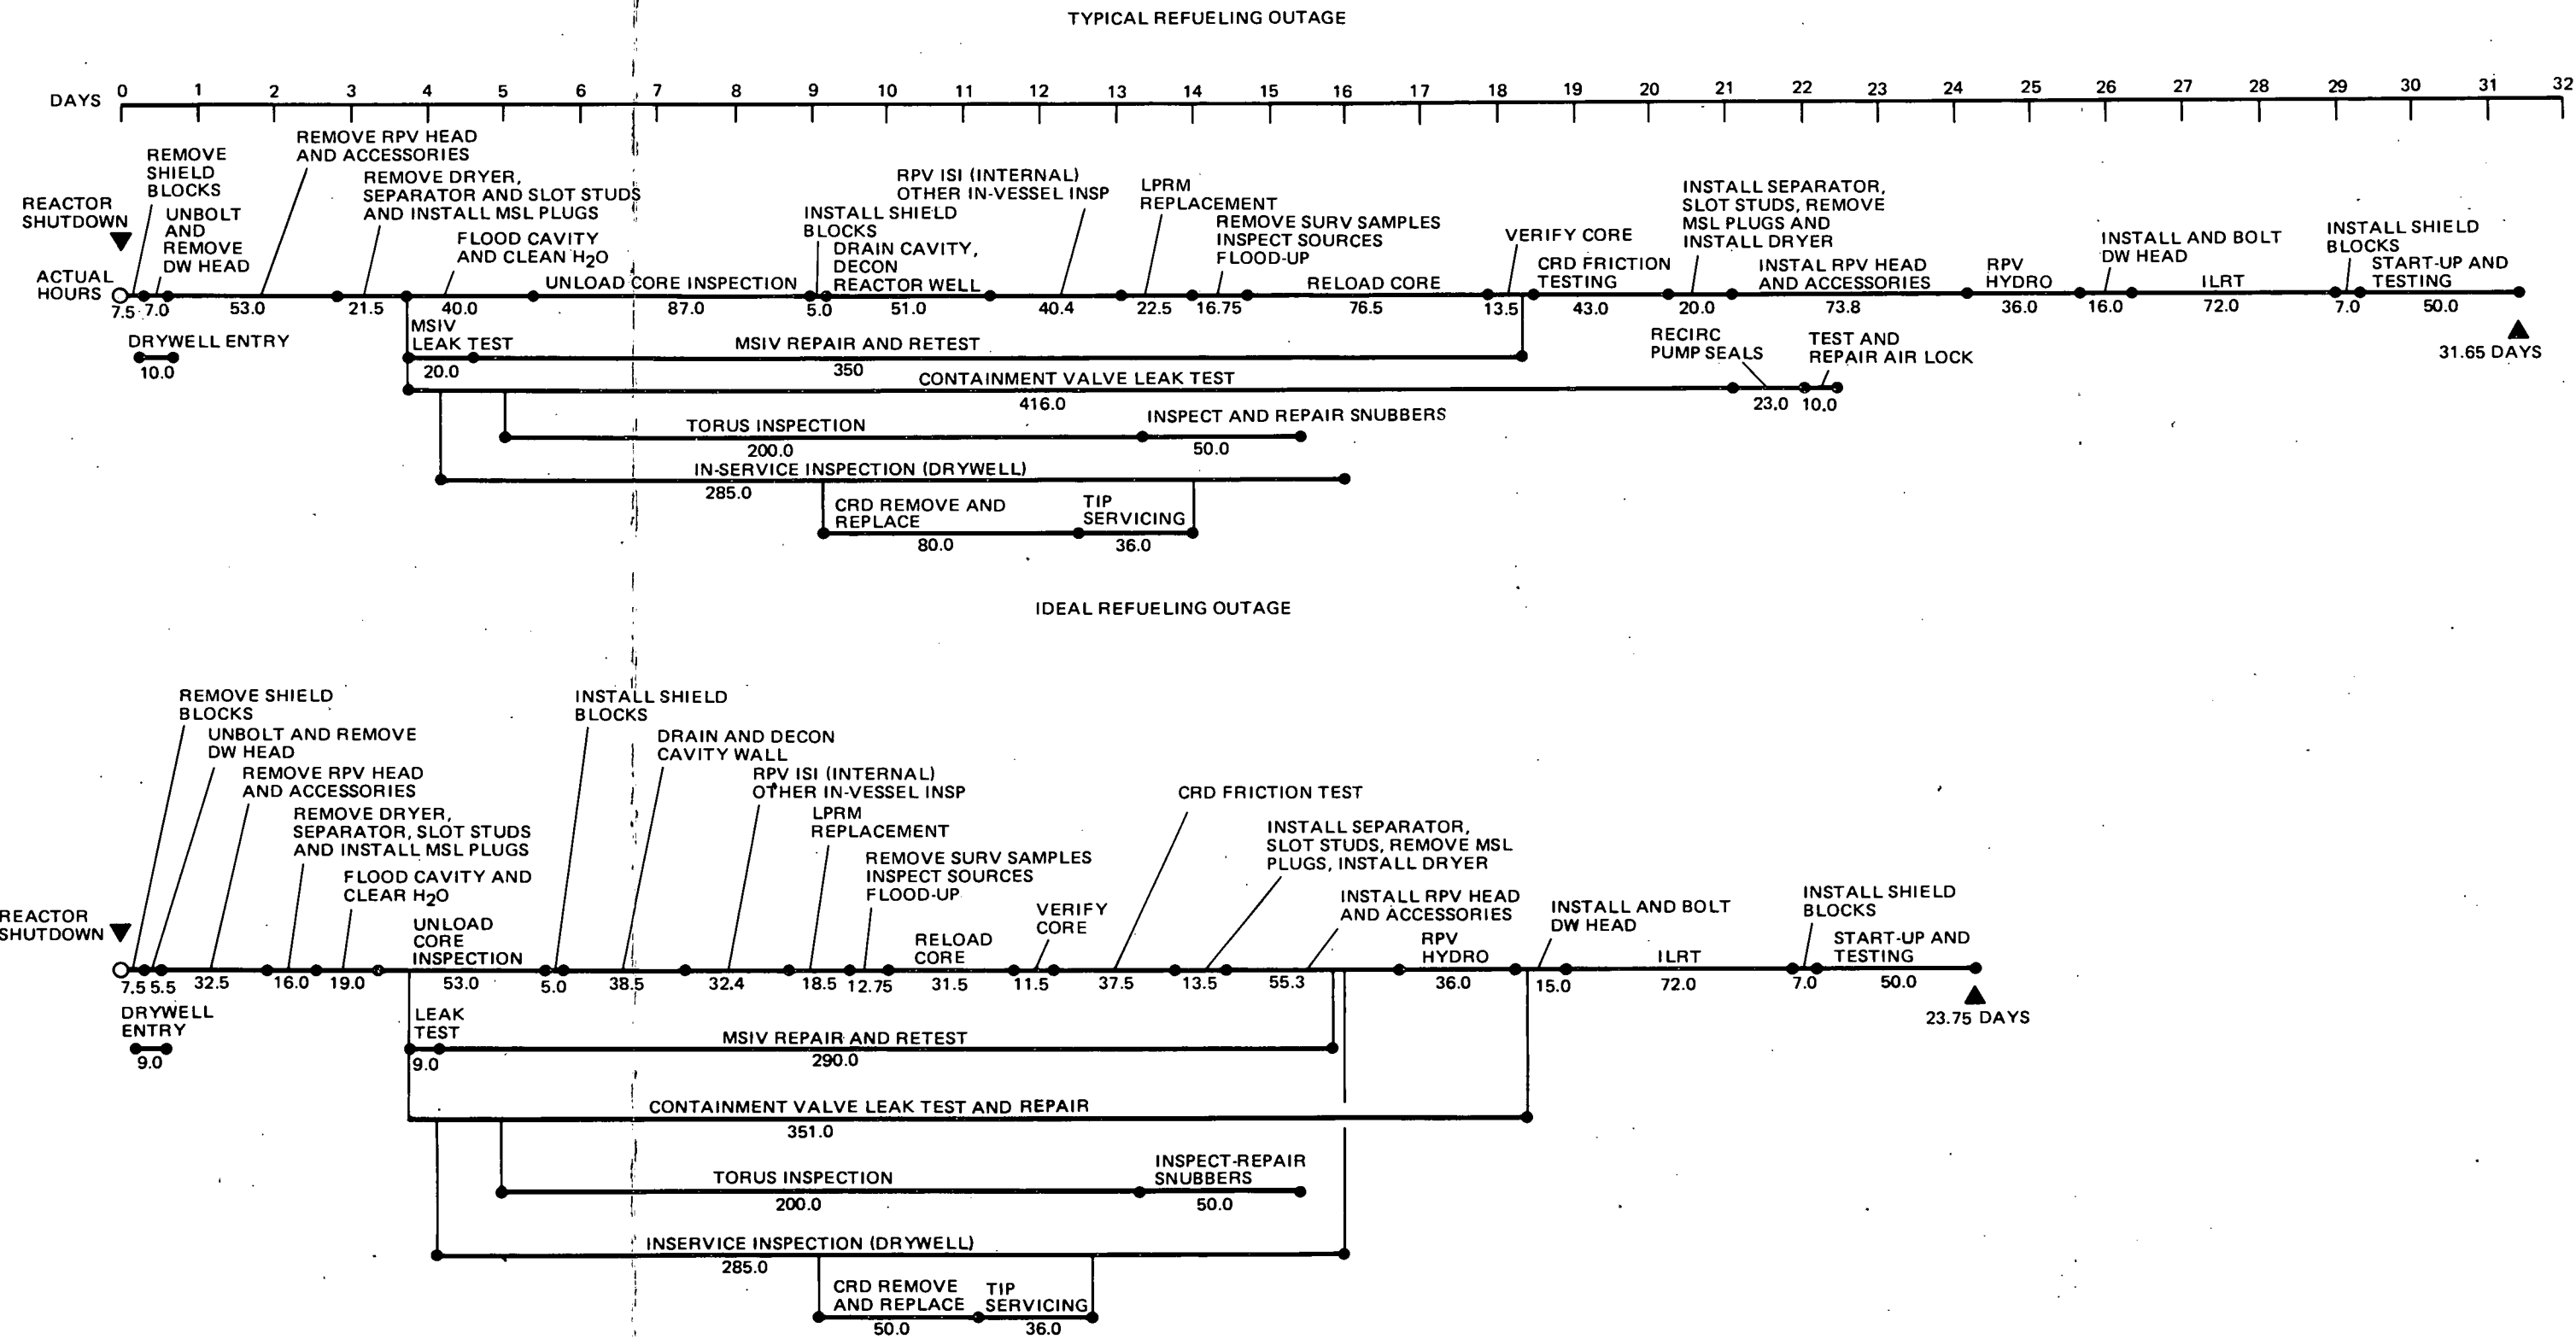 TYPICAL REFUELING OUTAGE
DAYS 0 1 2 3 4 5 6 7 8 9 10 11 12 13 14 15 16 17 18 19 20 21 22 23 24 25 26 27 28 29 30 31 32
REACTOR
SHUTDOWN
ACTUAL
HOURS
REMOVE
SHIELD
BLOCKS
UNBOLT
AND
REMOVE
DW HEAD
REMOVE RPV HEAD
AND ACCESSORIES
REMOVE DRYER,
SEPARATOR AND SLOT STUDS
AND INSTALL MSL PLUGS
FLOOD CAVITY
AND CLEAN H2O
UNLOAD CORE INSPECTION
INSTALL SHIELD
BLOCKS
DRAIN CAVITY,
DECON
REACTOR WELL
RPV ISI (INTERNAL)
OTHER IN-VESSEL INSP
LPRM
REPLACEMENT
REMOVE SURV SAMPLES
INSPECT SOURCES
FLOOD-UP
RELOAD CORE
VERIFY CORE
CRD FRICTION
TESTING
INSTALL SEPARATOR,
SLOT STUDS, REMOVE
MSL PLUGS AND
INSTALL DRYER
INSTAL RPV HEAD
AND ACCESSORIES
RPV
HYDRO
INSTALL AND BOLT
DW HEAD
ILRT
INSTALL SHIELD
BLOCKS
START-UP AND
TESTING
7.5 7.0 53.0 21.5 40.0 87.0 5.0 51.0 40.4 22.5 16.75 76.5 13.5 43.0 20.0 73.8 36.0 16.0 72.0 7.0 50.0
31.65 DAYS
DRYWELL ENTRY
10.0
MSIV
LEAK TEST
20.0
MSIV REPAIR AND RETEST
350
CONTAINMENT VALVE LEAK TEST
416.0
RECIRC
PUMP SEALS
23.0
TEST AND
REPAIR AIR LOCK
10.0
TORUS INSPECTION
200.0
INSPECT AND REPAIR SNUBBERS
50.0
IN-SERVICE INSPECTION (DRYWELL)
285.0
CRD REMOVE AND
REPLACE
80.0
TIP
SERVICING
36.0
IDEAL REFUELING OUTAGE
REACTOR
SHUTDOWN
REMOVE SHIELD
BLOCKS
UNBOLT AND REMOVE
DW HEAD
REMOVE RPV HEAD
AND ACCESSORIES
REMOVE DRYER,
SEPARATOR, SLOT STUDS
AND INSTALL MSL PLUGS
FLOOD CAVITY AND
CLEAR H2O
UNLOAD
CORE
INSPECTION
INSTALL SHIELD
BLOCKS
DRAIN AND DECON
CAVITY WALL
RPV ISI (INTERNAL)
OTHER IN-VESSEL INSP
LPRM
REPLACEMENT
REMOVE SURV SAMPLES
INSPECT SOURCES
FLOOD-UP
RELOAD
CORE
VERIFY
CORE
CRD FRICTION TEST
INSTALL SEPARATOR,
SLOT STUDS, REMOVE MSL
PLUGS, INSTALL DRYER
INSTALL RPV HEAD
AND ACCESSORIES
RPV
HYDRO
INSTALL AND BOLT
DW HEAD
ILRT
INSTALL SHIELD
BLOCKS
START-UP AND
TESTING
7.5 5.5 32.5 16.0 19.0 53.0 5.0 38.5 32.4 18.5 12.75 31.5 11.5 37.5 13.5 55.3 36.0 15.0 72.0 7.0 50.0
23.75 DAYS
DRYWELL
ENTRY
9.0
LEAK
TEST
9.0
MSIV REPAIR AND RETEST
290.0
CONTAINMENT VALVE LEAK TEST AND REPAIR
351.0
TORUS INSPECTION
200.0
INSPECT-REPAIR
SNUBBERS
50.0
INSERVICE INSPECTION (DRYWELL)
285.0
CRD REMOVE
AND REPLACE
50.0
TIP
SERVICING
36.0